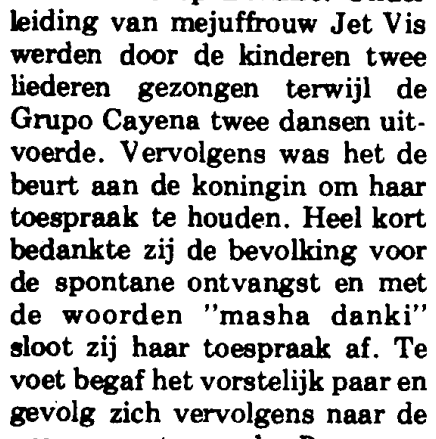 leiding van mejuffrouw Jet Vis
werden door de kinderen twee
liederen gezongen terwijl de
Grupo Cayena twee dansen uit-
voerde. Vervolgens was het de
beurt aan de koningin om haar
toespraak te houden. Heel kort
bedankte zij de bevolking voor
de spontane ontvangst en met
de woorden "masha danki"
sloot zij haar toespraak af. Te
voet begaf het vorstelijk paar en
gevolg zich vervolgens naar de